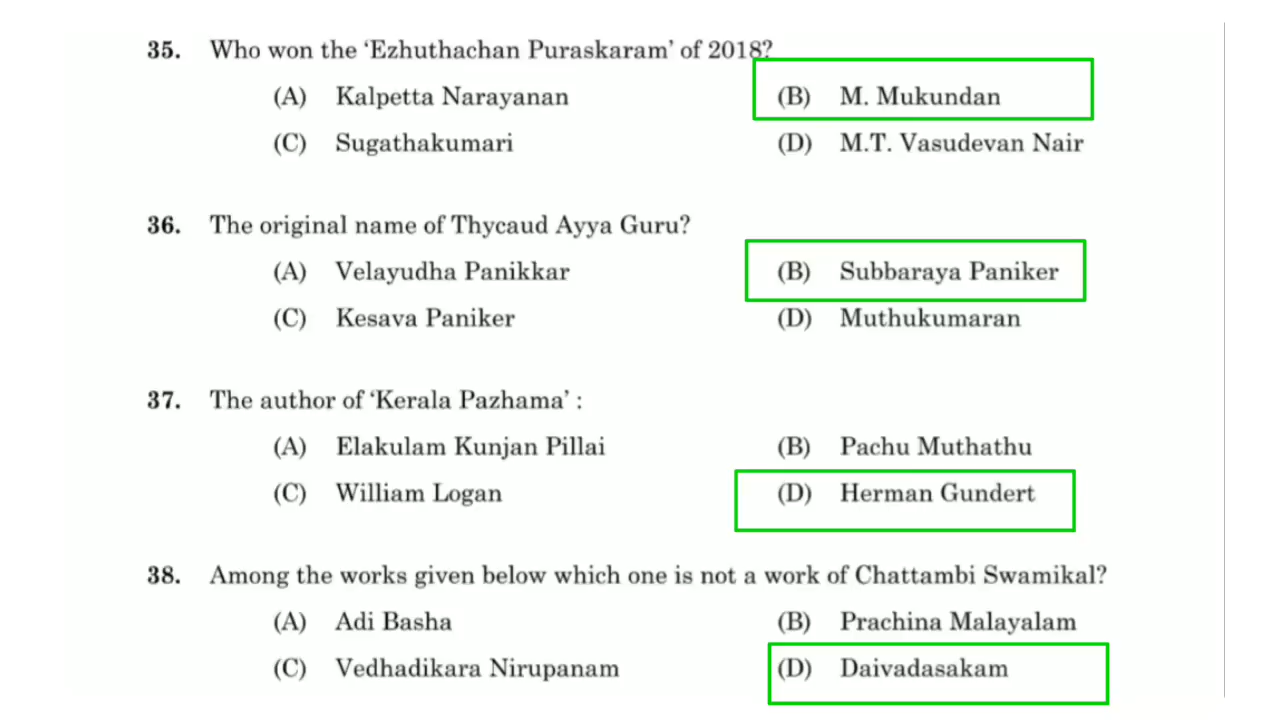 35. Who won the ‘Ezhuthachan Puraskaram’ of 2018?
(A) Kalpetta Narayanan (B) M. Mukundan
(C) Sugathakumari (D) M.T. Vasudevan Nair
36. The original name of Thycaud Ayya Guru?
(A) Velayudha Panikkar (B) Subbaraya Paniker
(C) Kesava Paniker (D) Muthukumaran
37. The author of ‘Kerala Pazhama’ :
(A) Elakulam Kunjan Pillai (B) Pachu Muthathu
(C) William Logan (D) Herman Gundert
38. Among the works given below which one is not a work of Chattambi Swamikal?
(A) Adi Basha (B) Prachina Malayalam
(C) Vedhadikara Nirupanam (D) Daivadasakam